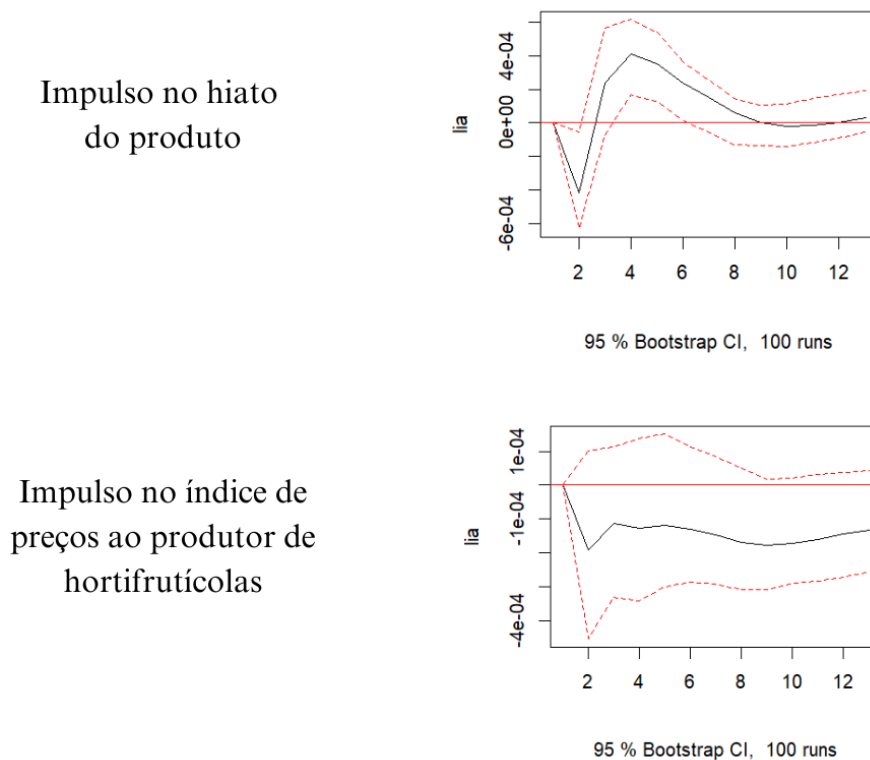 Impulso no hiato
do produto
lia
4e-04
0e+00
-6e-04
2 4 6 8 10 12
95 % Bootstrap CI, 100 runs
Impulso no índice de
preços ao produtor de
hortifrutícolas
lia
1e-04
-1e-04
-4e-04
2 4 6 8 10 12
95 % Bootstrap CI, 100 runs